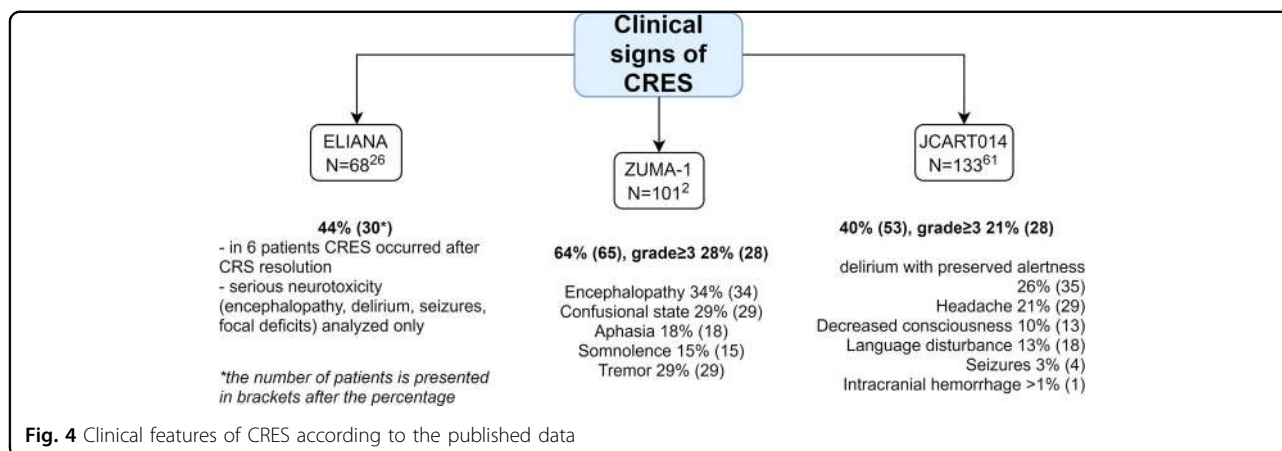 Clinical
signs of
CRES
ELIANA
N=68²⁶
44% (30*)
- in 6 patients CRES occurred after
CRS resolution
- serious neurotoxicity
(encephalopathy, delirium, seizures,
focal deficits) analyzed only
*the number of patients is presented
in brackets after the percentage
ZUMA-1
N=101²
64% (65), grade≥3 28% (28)
Encephalopathy 34% (34)
Confusional state 29% (29)
Aphasia 18% (18)
Somnolence 15% (15)
Tremor 29% (29)
JCART014
N=133⁶¹
40% (53), grade≥3 21% (28)
delirium with preserved alertness
26% (35)
Headache 21% (29)
Decreased consciousness 10% (13)
Language disturbance 13% (18)
Seizures 3% (4)
Intracranial hemorrhage >1% (1)
Fig. 4 Clinical features of CRES according to the published data